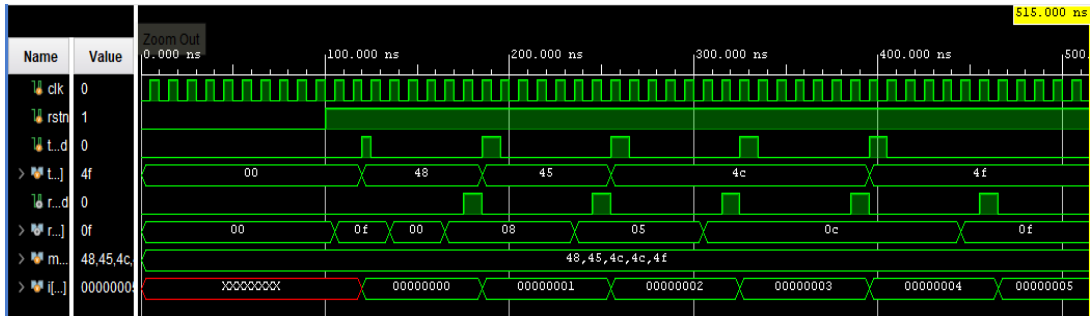 515.000 ns
Zoom Out
Name Value 0.000 ns 100.000 ns 200.000 ns 300.000 ns 400.000 ns 500.
clk 0
rstn 1
t...d 0
t...] 4f 00 48 45 4c 4f
r...d 0
r...] 0f 00 0f 00 08 05 0c 0f
m... 48,45,4c, 48,45,4c,4c,4f
i[...] 00000005 XXXXXXXX 00000000 00000001 00000002 00000003 00000004 00000005